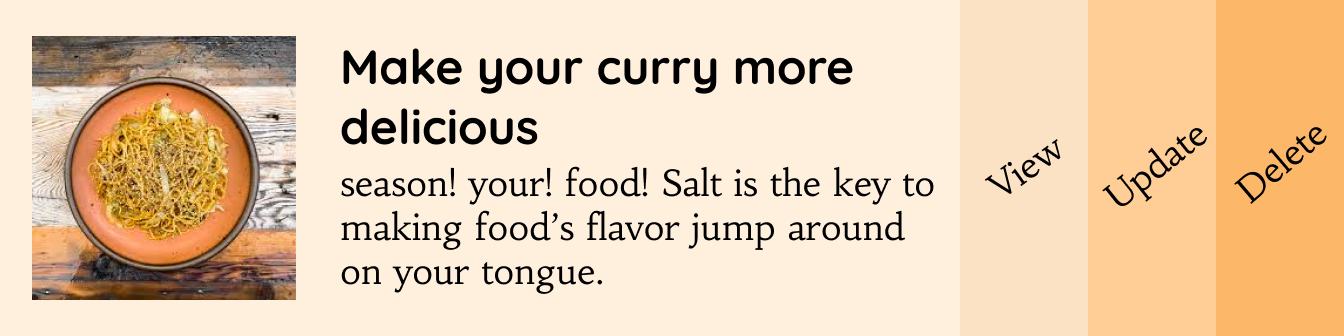 Make your curry more
delicious
season! your! food! Salt is the key to
making food’s flavor jump around
on your tongue.
View
Update
Delete